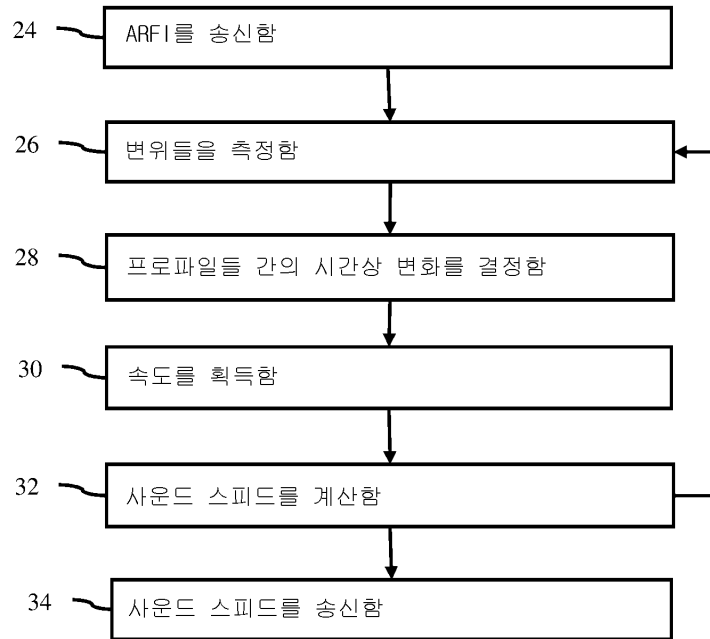 24 ARFI를 송신함
26 변위들을 측정함
28 프로파일들 간의 시간상 변화를 결정함
30 속도를 획득함
32 사운드 스피드를 계산함
34 사운드 스피드를 송신함